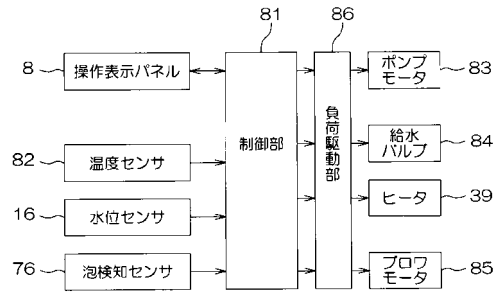 81
86
8
操作表示パネル
82
温度センサ
16
水位センサ
76
泡検知センサ
制御部
負荷駆動部
ポンプ
モータ
83
給水
バルブ
84
ヒータ
39
ブロワ
モータ
85